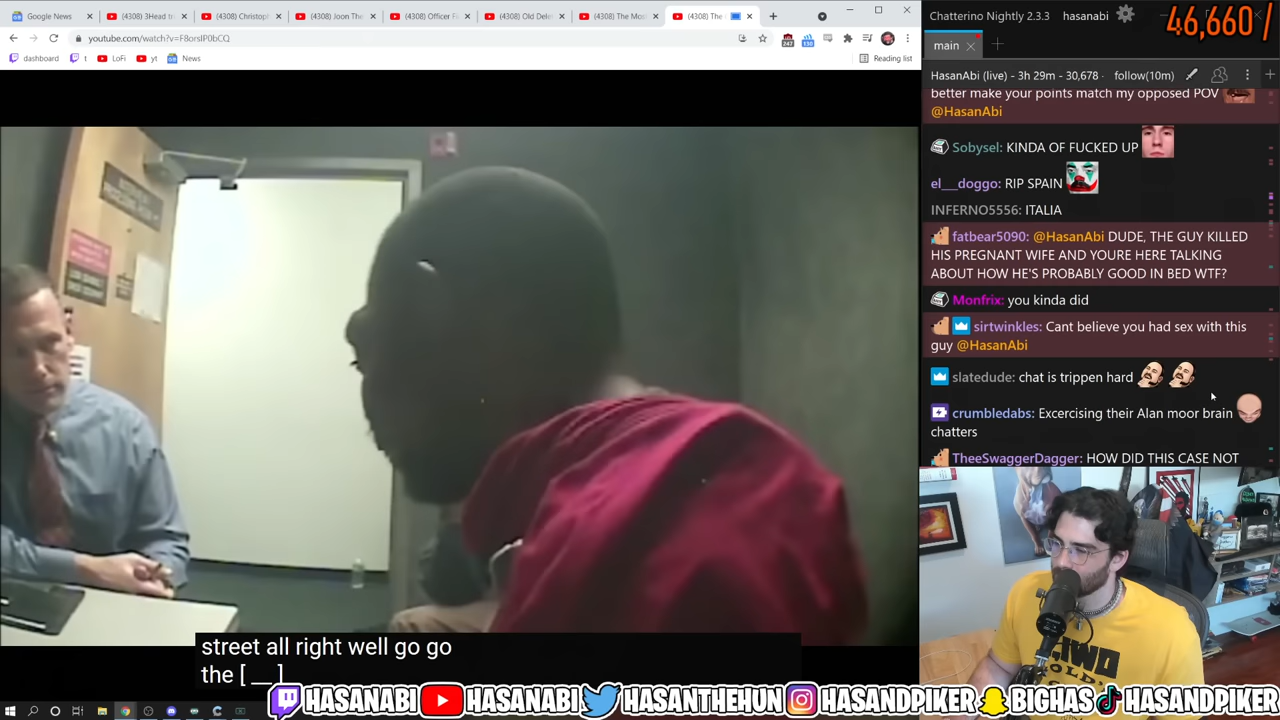 Google News
(4308) 3Head tr
(4308) Christoph
(4308) Joon The
(4308) Officer Fi
(4308) Old Dele
(4308) The Moo
(4308) The
youtube.com/watch?v=F8orsIP0bCQ
247
130
dashboard
t
LoFi
yt
News
Reading list
street all right well go go
the [ __ ]
Chatterino Nightly 2.3.3
hasanabi
46,660 /
main
HasanAbi (live) - 3h 29m - 30,678 · follow(10m)
better make your points match my opposed POV
@HasanAbi
Sobysel: KINDA OF FUCKED UP
el__doggo: RIP SPAIN
INFERNO5556: ITALIA
fatbear5090: @HasanAbi DUDE, THE GUY KILLED
HIS PREGNANT WIFE AND YOURE HERE TALKING
ABOUT HOW HE'S PROBABLY GOOD IN BED WTF?
Monfrix: you kinda did
sirtwinkles: Cant believe you had sex with this
guy @HasanAbi
slatedude: chat is trippen hard
crumbledabs: Excercising their Alan moor brain
chatters
TheeSwaggerDagger: HOW DID THIS CASE NOT
HASANABI
HASANABI
HASANTHEHUN
HASANDPIKER
BIGHAS
HASANDPIKER